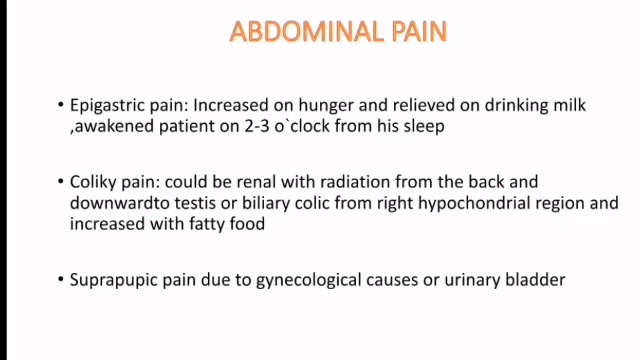 ABDOMINAL PAIN
• Epigastric pain: Increased on hunger and relieved on drinking milk
,awakened patient on 2-3 o`clock from his sleep
• Coliky pain: could be renal with radiation from the back and
downwardto testis or biliary colic from right hypochondrial region and
increased with fatty food
• Suprapupic pain due to gynecological causes or urinary bladder